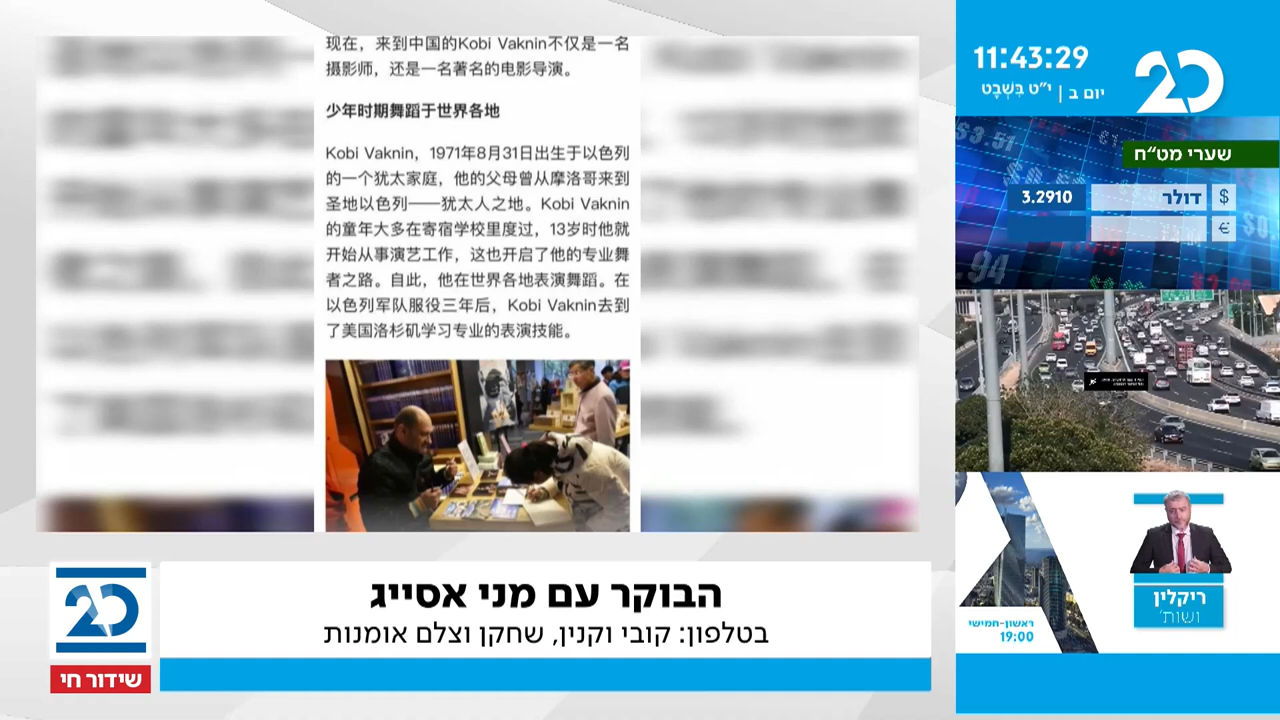 现在，来到中国的Kobi Vaknin不仅是一名
摄影师，还是一名著名的电影导演。
少年时期舞蹈于世界各地
Kobi Vaknin，1971年8月31日出生于以色列
的一个犹太家庭，他的父母曾从摩洛哥来到
圣地以色列——犹太人之地。Kobi Vaknin
的童年大多在寄宿学校里度过，13岁时他就
开始从事演艺工作，这也开启了他的专业舞
者之路。自此，他在世界各地表演舞蹈。在
以色列军队服役三年后，Kobi Vaknin去到
了美国洛杉矶学习专业的表演技能。
11:43:29
יום ב | י"ט בִּשְׁבָט
20
שערי מט"ח
$ דולר 3.2910
€
ריקלין
ושות'
ראשון-חמישי
19:00
הבוקר עם מני אסייג
בטלפון: קובי וקנין, שחקן וצלם אומנות
20
שידור חי